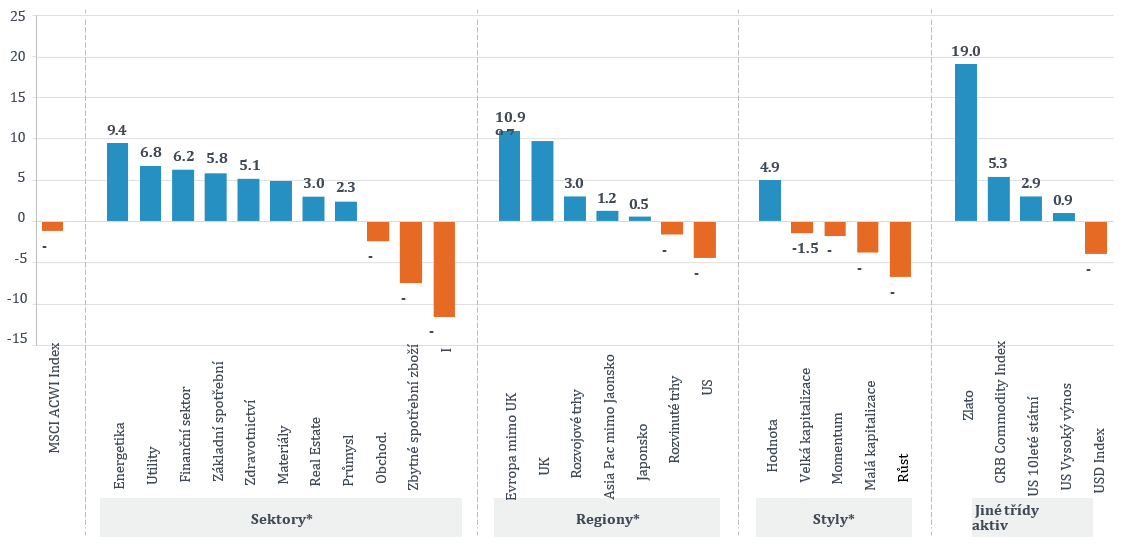 25
20
15
10
5
0
-5
-10
-15
-
9.4
6.8
6.2
5.8
5.1
3.0
2.3
-
-
-
10.9
9.7
3.0
1.2
0.5
-
-
4.9
-1.5
-
-
-
19.0
5.3
2.9
0.9
-
MSCI ACWI Index
Energetika
Utility
Finanční sektor
Základní spotřební
Zdravotnictví
Materiály
Real Estate
Průmysl
Obchod.
Zbytné spotřební zboží
I
Evropa mimo UK
UK
Rozvojové trhy
Asia Pac mimo Jaonsko
Japonsko
Rozvinuté trhy
US
Hodnota
Velká kapitalizace
Momentum
Malá kapitalizace
Růst
Zlato
CRB Commodity Index
US 10leté státní
US Vysoký výnos
USD Index
Sektory*
Regiony*
Styly*
Jiné třídy
aktiv